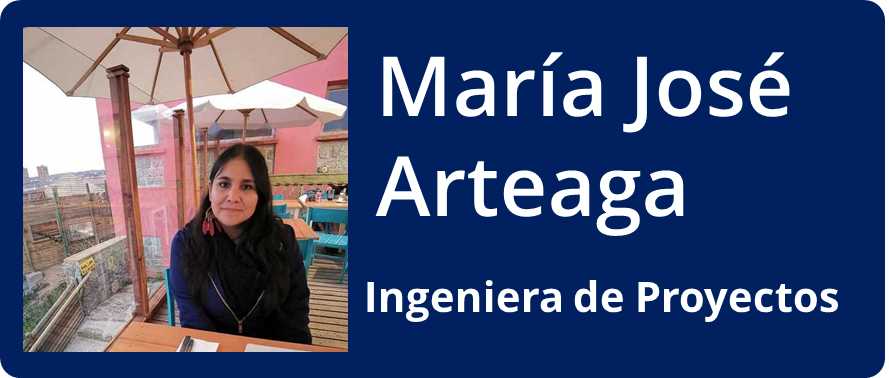 María José
Arteaga
Ingeniera de Proyectos